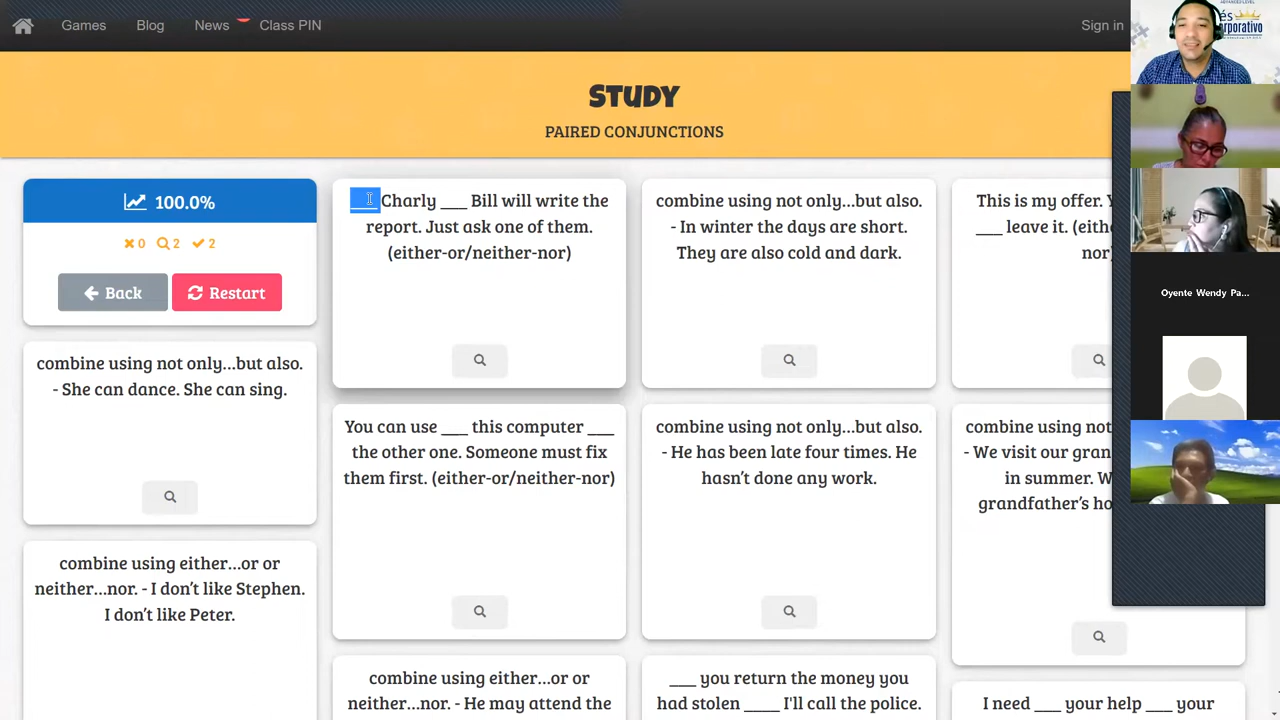 Games
Blog
News
Class PIN
Sign in
ADVANCED LEVEL
és
rporativo
STUDY
PAIRED CONJUNCTIONS
100.0%
0
2
2
Back
Restart
combine using not only...but also.
- She can dance. She can sing.
combine using either...or or
neither...nor. - I don't like Stephen.
I don't like Peter.
___ Charly ___ Bill will write the
report. Just ask one of them.
(either-or/neither-nor)
You can use ___ this computer ___
the other one. Someone must fix
them first. (either-or/neither-nor)
combine using either...or or
neither...nor. - He may attend the
combine using not only...but also.
- In winter the days are short.
They are also cold and dark.
combine using not only...but also.
- He has been late four times. He
hasn't done any work.
___ you return the money you
had stolen ____ I'll call the police.
This is my offer. Y
___ leave it. (eith
nor)
combine using not
- We visit our gran
in summer. W
grandfather's ho
I need ___ your help ___ your
Oyente Wendy Pa...